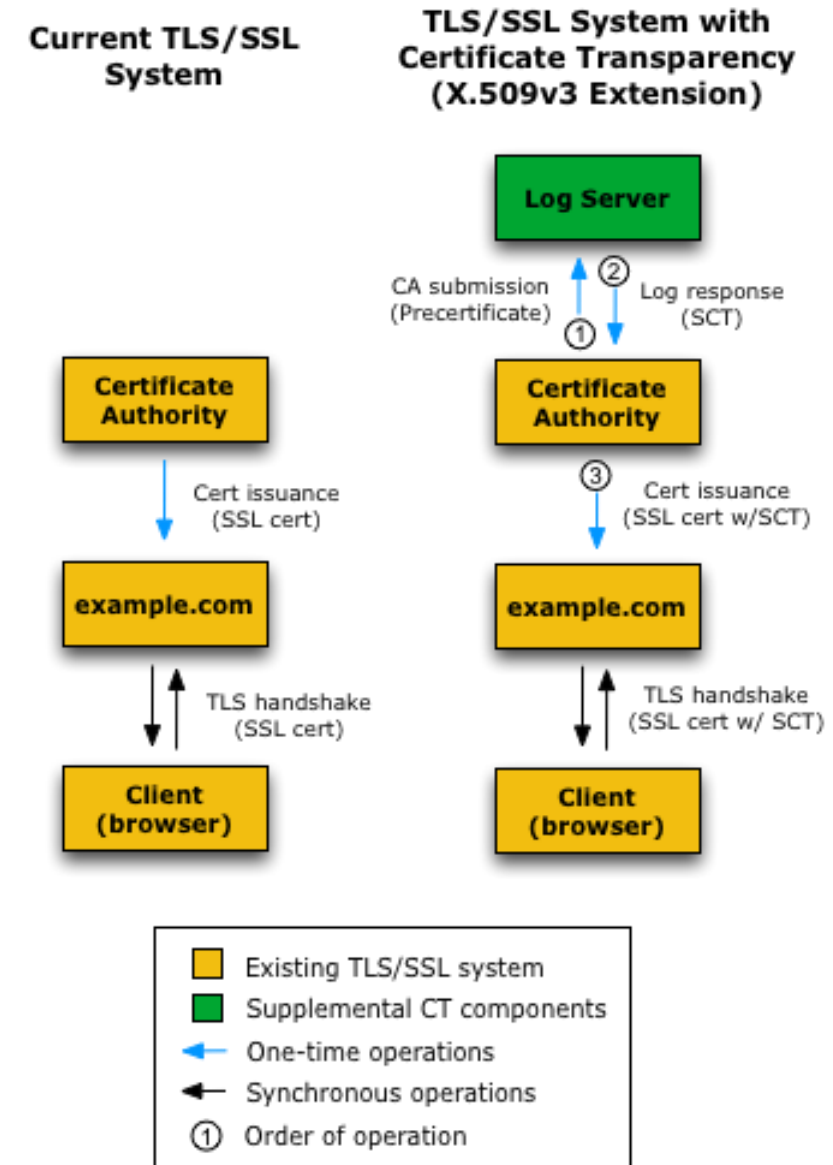 Current TLS/SSL
System
TLS/SSL System with
Certificate Transparency
(X.509v3 Extension)
Certificate
Authority
Cert issuance
(SSL cert)
example.com
TLS handshake
(SSL cert)
Client
(browser)
Log Server
CA submission
(Precertificate)
1
2
Log response
(SCT)
Certificate
Authority
3
Cert issuance
(SSL cert w/SCT)
example.com
TLS handshake
(SSL cert w/ SCT)
Client
(browser)
Existing TLS/SSL system
Supplemental CT components
One-time operations
Synchronous operations
1 Order of operation